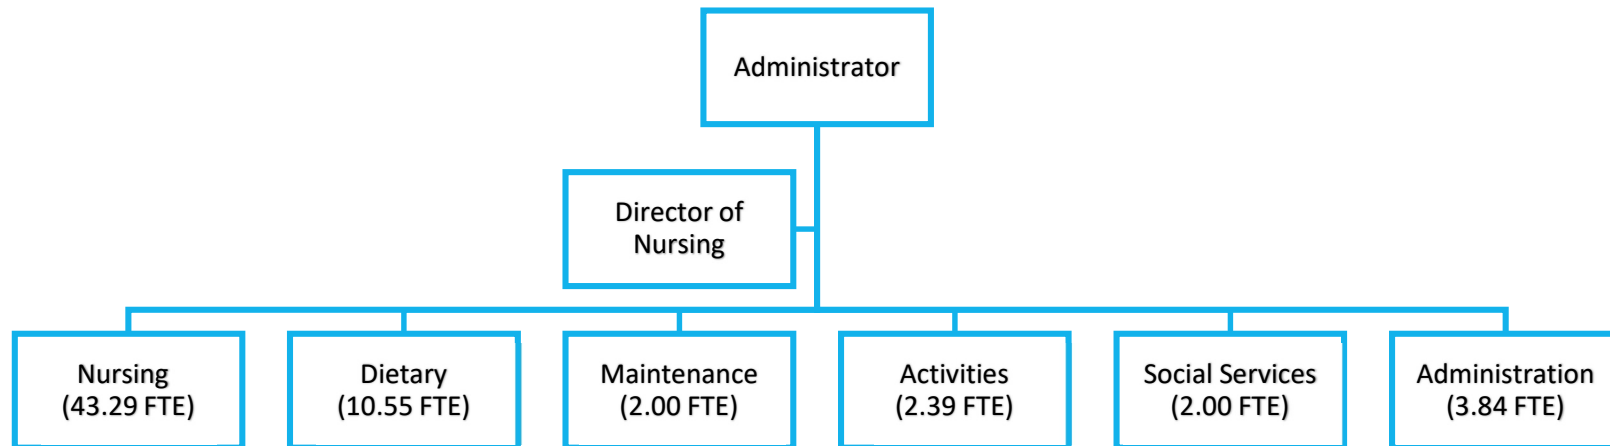 Administrator
Director of
Nursing
Nursing
(43.29 FTE)
Dietary
(10.55 FTE)
Maintenance
(2.00 FTE)
Activities
(2.39 FTE)
Social Services
(2.00 FTE)
Administration
(3.84 FTE)